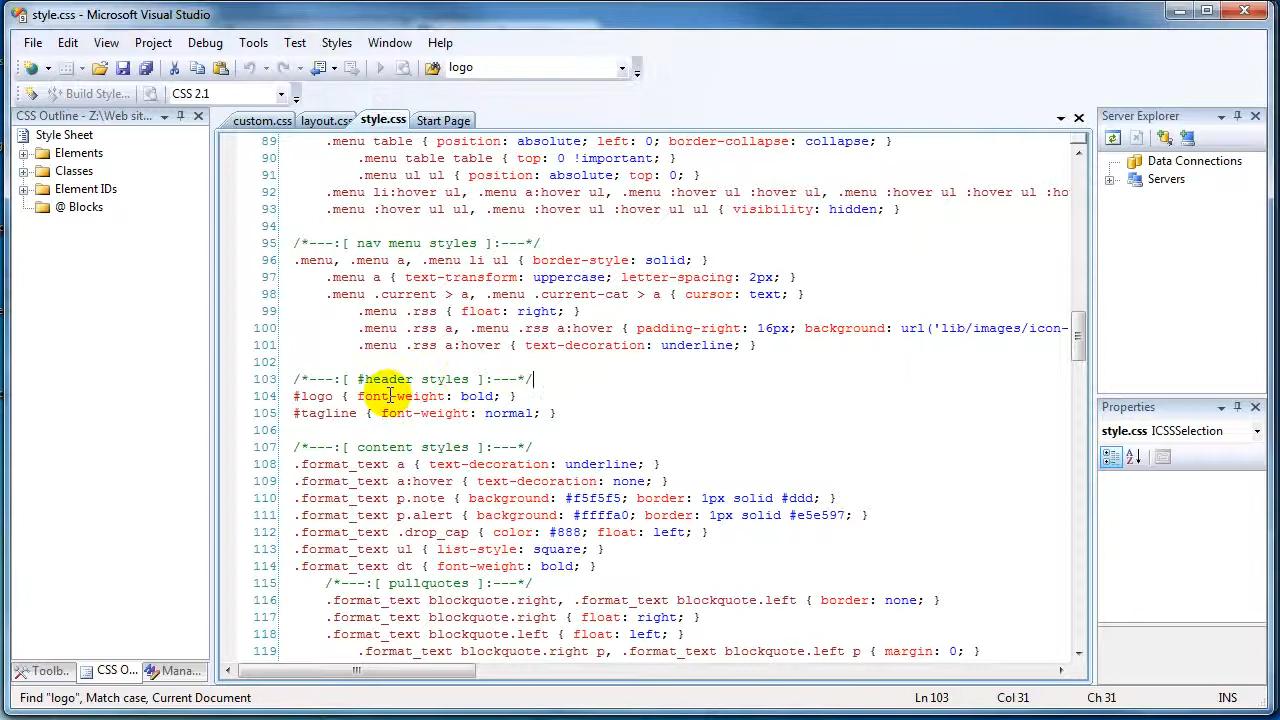 style.css - Microsoft Visual Studio
File Edit View Project Debug Tools Test Styles Window Help
logo
Build Style... CSS 2.1
CSS Outline - Z:\Web sit...
Style Sheet
Elements
Classes
Element IDs
@ Blocks
Toolb.. CSS O... Mana...
custom.css layout.css style.css Start Page
89 .menu table { position: absolute; left: 0; border-collapse: collapse; }
90 .menu table table { top: 0 !important; }
91 .menu ul ul { position: absolute; top: 0; }
92 .menu li:hover ul, .menu a:hover ul, .menu :hover ul :hover ul, .menu :hover ul :hover ul :ho
93 .menu :hover ul ul, .menu :hover ul :hover ul ul { visibility: hidden; }
94
95 /*---:[ nav menu styles ]:---*/
96 .menu, .menu a, .menu li ul { border-style: solid; }
97 .menu a { text-transform: uppercase; letter-spacing: 2px; }
98 .menu .current > a, .menu .current-cat > a { cursor: text; }
99 .menu .rss { float: right; }
100 .menu .rss a, .menu .rss a:hover { padding-right: 16px; background: url('lib/images/icon-
101 .menu .rss a:hover { text-decoration: underline; }
102
103 /*---:[ #header styles ]:---*/
104 #logo { font-weight: bold; }
105 #tagline { font-weight: normal; }
106
107 /*---:[ content styles ]:---*/
108 .format_text a { text-decoration: underline; }
109 .format_text a:hover { text-decoration: none; }
110 .format_text p.note { background: #f5f5f5; border: 1px solid #ddd; }
111 .format_text p.alert { background: #ffffa0; border: 1px solid #e5e597; }
112 .format_text .drop_cap { color: #888; float: left; }
113 .format_text ul { list-style: square; }
114 .format_text dt { font-weight: bold; }
115 /*---:[ pullquotes ]:---*/
116 .format_text blockquote.right, .format_text blockquote.left { border: none; }
117 .format_text blockquote.right { float: right; }
118 .format_text blockquote.left { float: left; }
119 .format_text blockquote.right p, .format_text blockquote.left p { margin: 0; }
Server Explorer
Data Connections
Servers
Properties
style.css ICSSSelection
Find "logo", Match case, Current Document Ln 103 Col 31 Ch 31 INS